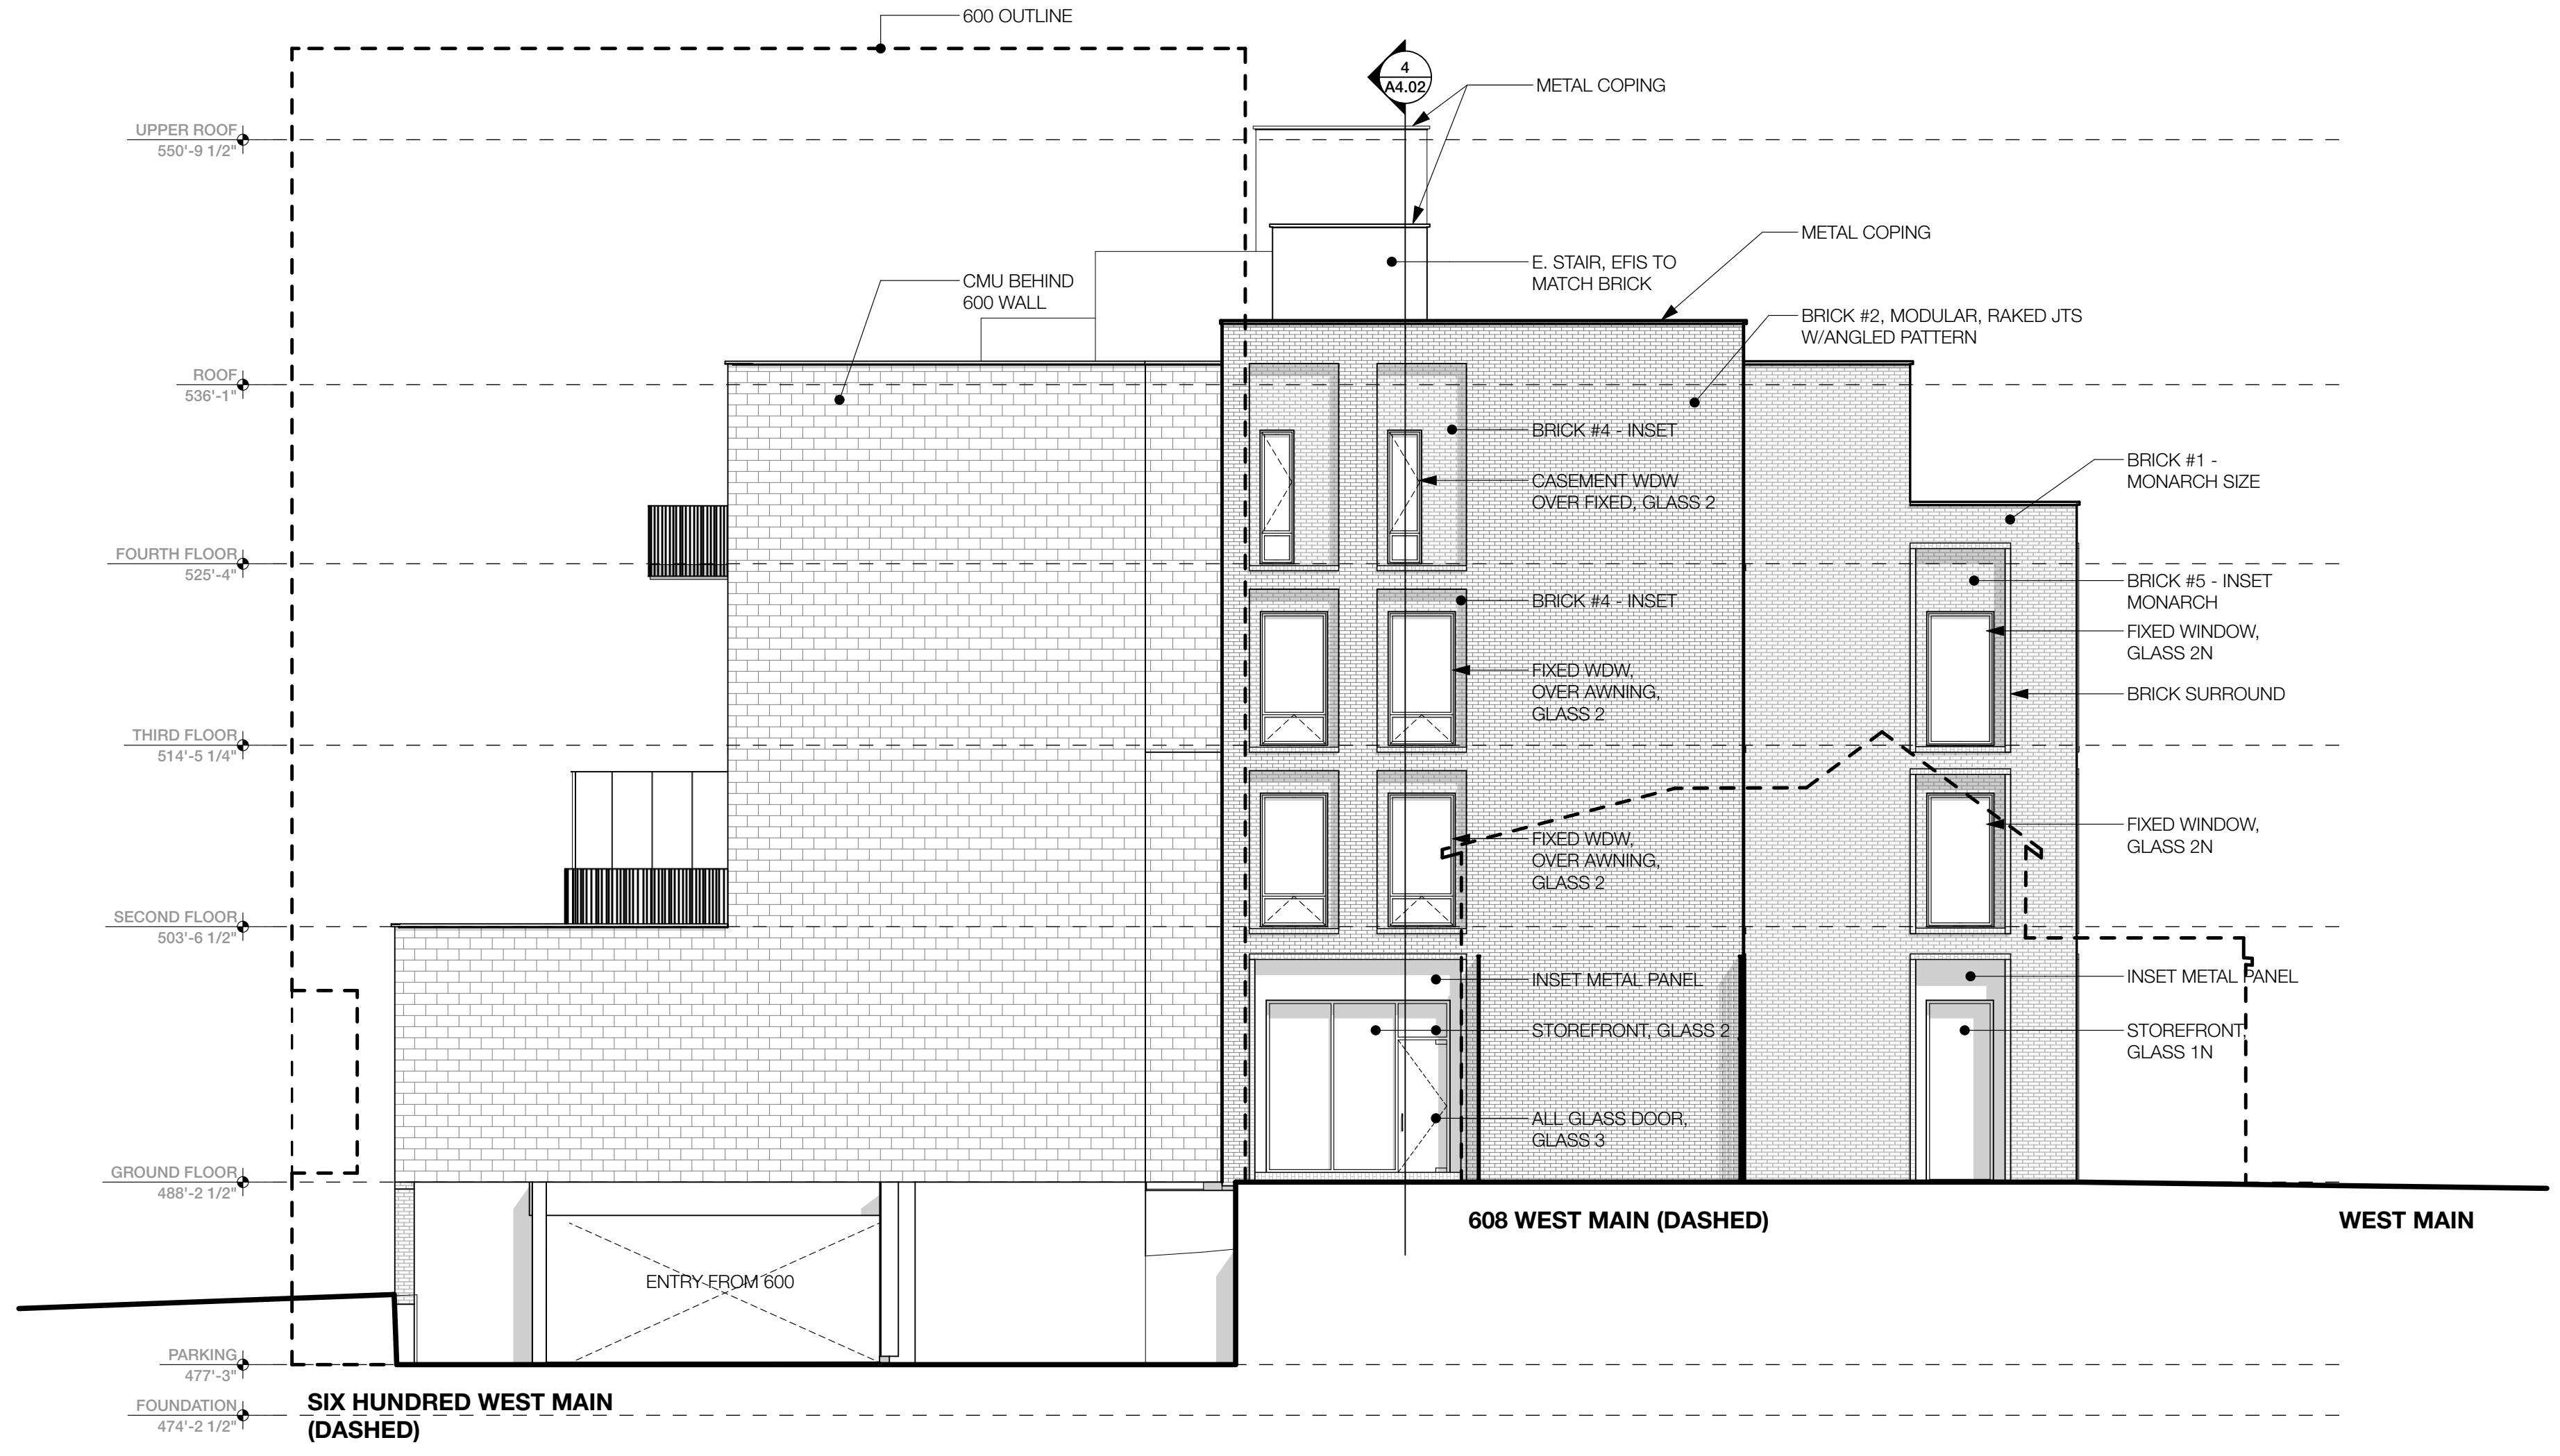 600 OUTLINE
4
A4.02
METAL COPING
UPPER ROOF
550'-9 1/2"
METAL COPING
E. STAIR, EFIS TO
MATCH BRICK
CMU BEHIND
600 WALL
BRICK #2, MODULAR, RAKED JTS
W/ANGLED PATTERN
ROOF
536'-1"
BRICK #4 - INSET
BRICK #1 -
MONARCH SIZE
CASEMENT WDW
OVER FIXED, GLASS 2
FOURTH FLOOR
525'-4"
BRICK #5 - INSET
MONARCH
BRICK #4 - INSET
FIXED WINDOW,
GLASS 2N
FIXED WDW,
OVER AWNING,
GLASS 2
BRICK SURROUND
THIRD FLOOR
514'-5 1/4"
FIXED WDW,
OVER AWNING,
GLASS 2
FIXED WINDOW,
GLASS 2N
SECOND FLOOR
503'-6 1/2"
INSET METAL PANEL
INSET METAL PANEL
STOREFRONT, GLASS 2
STOREFRONT,
GLASS 1N
ALL GLASS DOOR,
GLASS 3
GROUND FLOOR
488'-2 1/2"
608 WEST MAIN (DASHED)
WEST MAIN
ENTRY FROM 600
PARKING
477'-3"
SIX HUNDRED WEST MAIN
(DASHED)
FOUNDATION
474'-2 1/2"